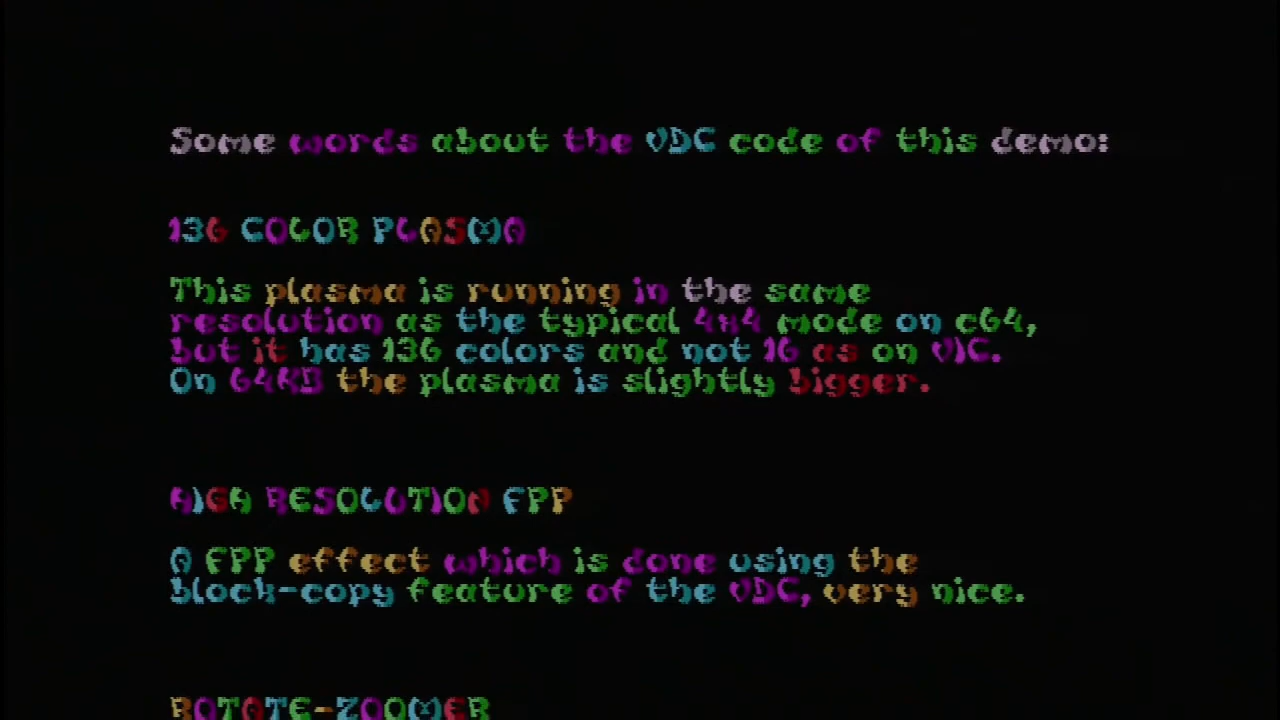 Some words about the VDC code of this demo:
136 COLOR PLASMA
This plasma is running in the same
resolution as the typical 4x4 mode on c64,
but it has 136 colors and not 16 as on VIC.
On 64KB the plasma is slightly bigger.
HIGH RESOLUTION FPP
A FPP effect which is done using the
block-copy feature of the VDC, very nice.
ROTATE-ZOOMER